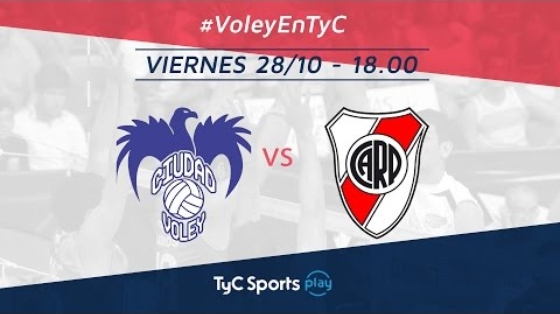 #VoleyEnTyC
VIERNES 28/10 - 18.00
CIUDAD
VOLEY
VS
CARP
TyC Sports play